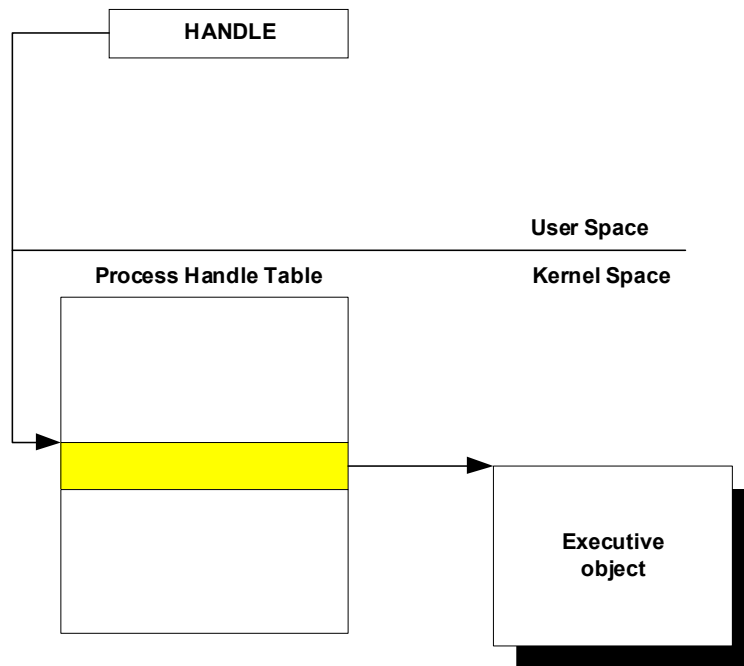 HANDLE
User Space
Process Handle Table
Kernel Space
Executive
object